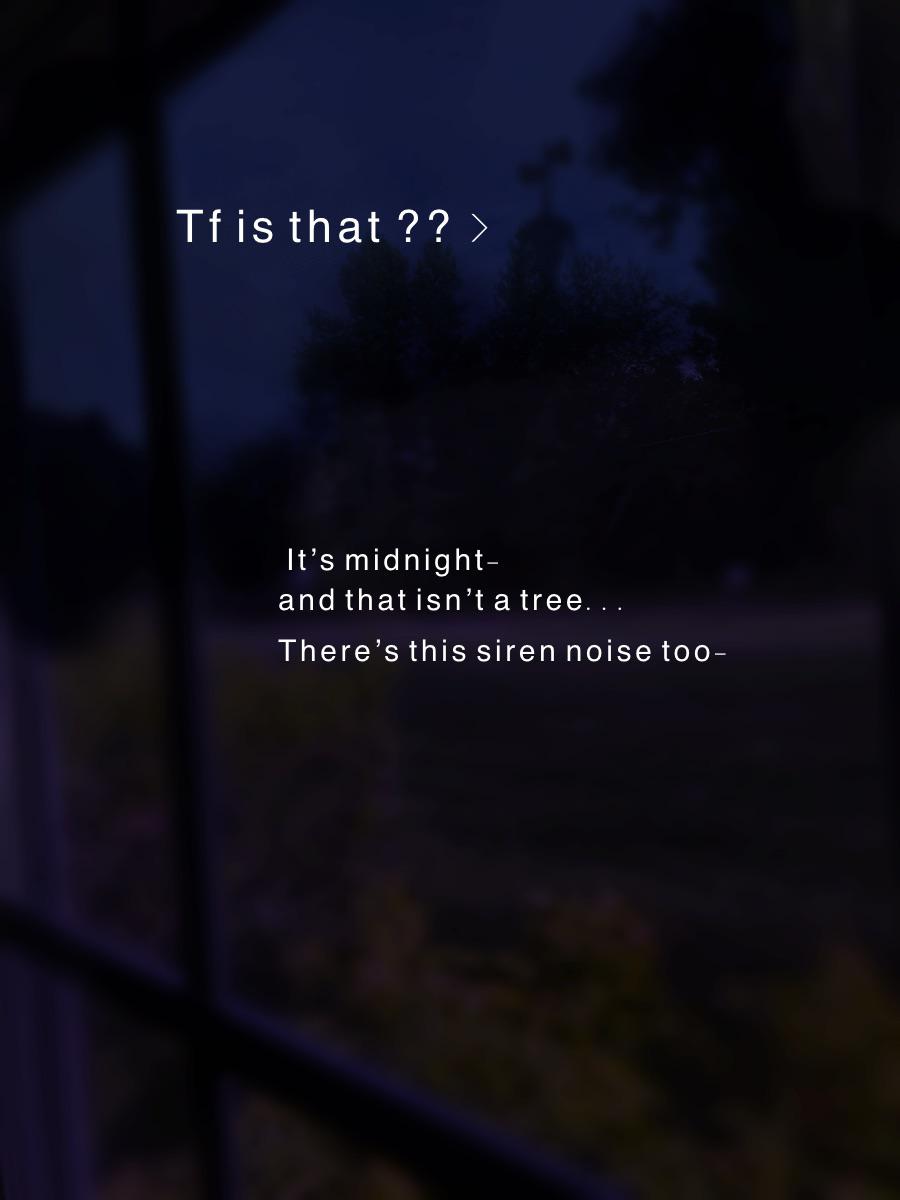 Tf is that ?? >
It’s midnight–
and that isn’t a tree. . .
There’s this siren noise too–